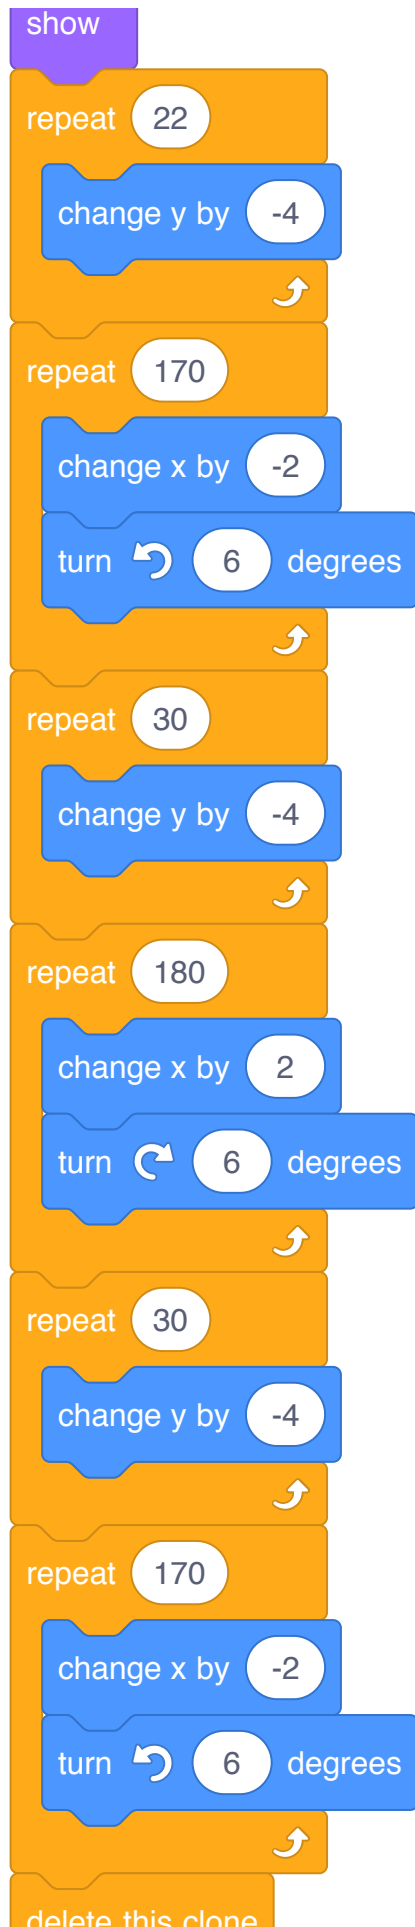 show
repeat 22
change y by -4
repeat 170
change x by -2
turn 6 degrees
repeat 30
change y by -4
repeat 180
change x by 2
turn 6 degrees
repeat 30
change y by -4
repeat 170
change x by -2
turn 6 degrees
delete this clone